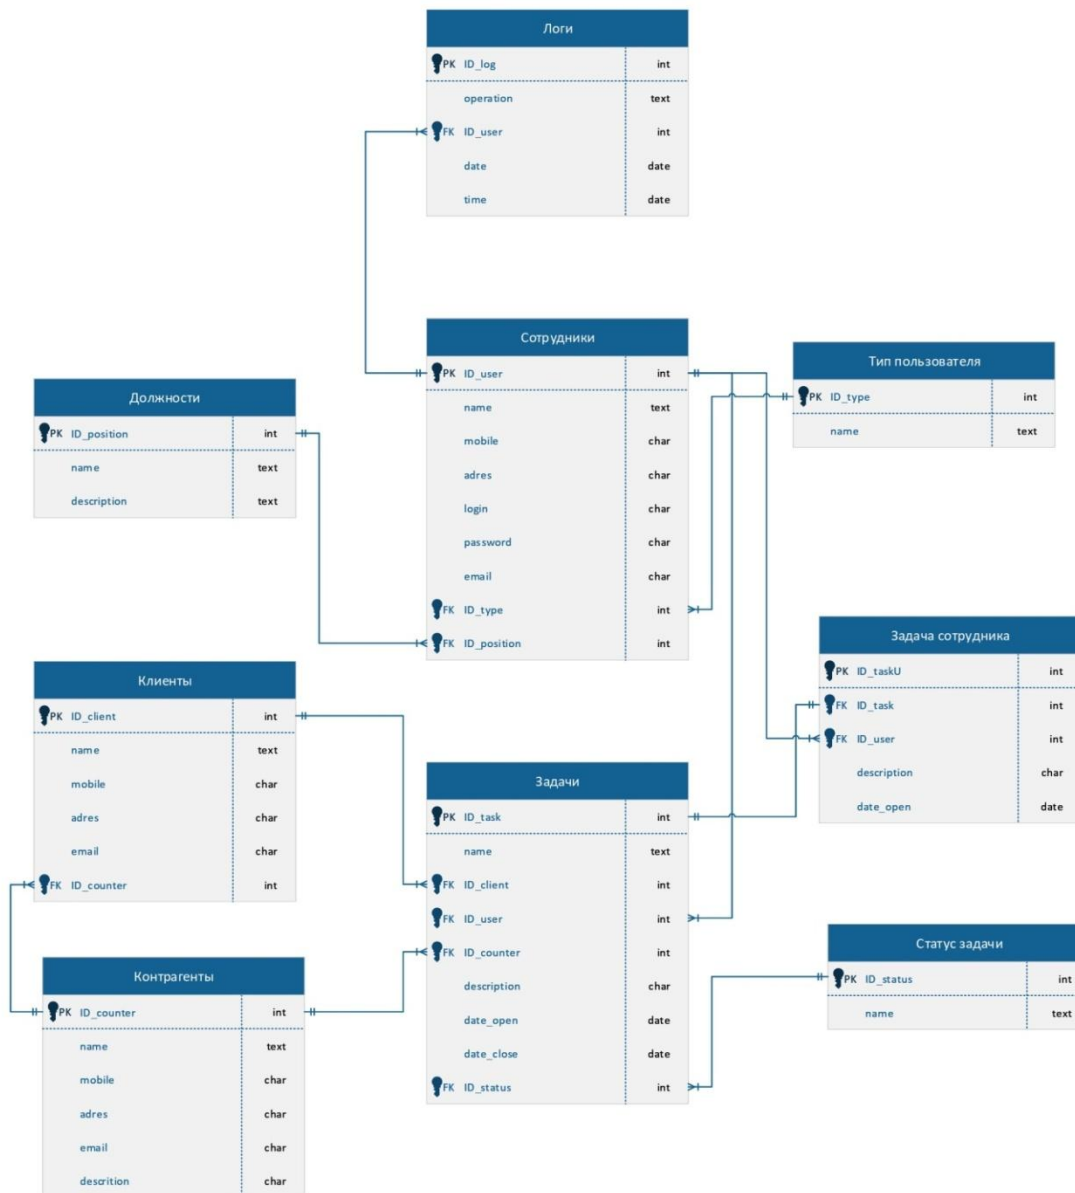 Логи
PK ID_log int
operation text
FK ID_user int
date date
time date
Сотрудники
PK ID_user int
name text
mobile char
adres char
login char
password char
email char
FK ID_type int
FK ID_position int
Тип пользователя
PK ID_type int
name text
Должности
PK ID_position int
name text
description text
Задача сотрудника
PK ID_taskU int
FK ID_task int
FK ID_user int
description char
date_open date
Клиенты
PK ID_client int
name text
mobile char
adres char
email char
FK ID_counter int
Задачи
PK ID_task int
name text
FK ID_client int
FK ID_user int
FK ID_counter int
description char
date_open date
date_close date
FK ID_status int
Статус задачи
PK ID_status int
name text
Контрагенты
PK ID_counter int
name text
mobile char
adres char
email char
descrition char